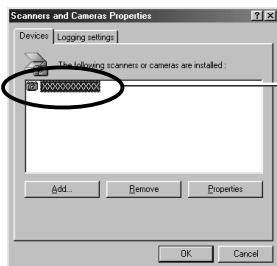 Scanners and Cameras Properties
Devices Logging settings
The following scanners or cameras are installed :
XXXXXXXXXXXX
Add... Remove Properties
OK Cancel